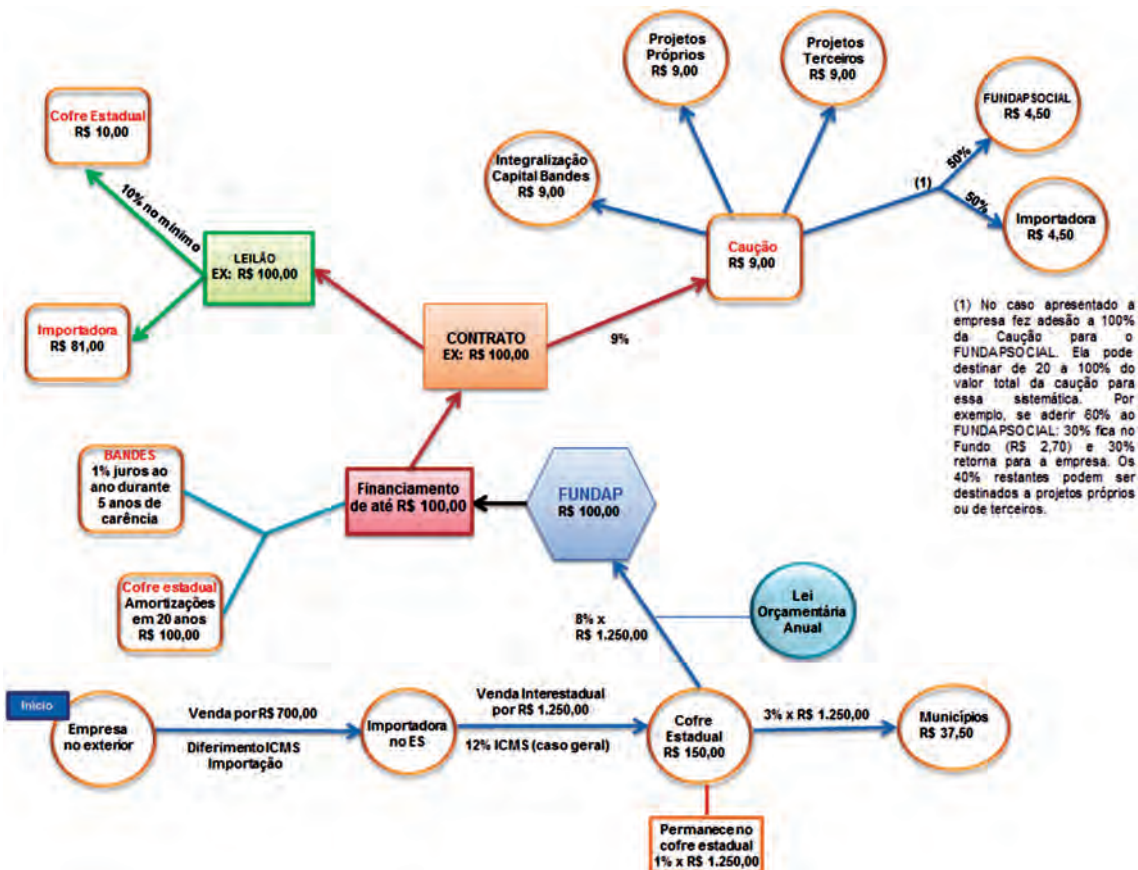 Projetos
Próprios
R$ 9,00
Projetos
Terceiros
R$ 9,00
Cofre Estadual
R$ 10,00
FUNDAPSOCIAL
R$ 4,50
Integralização
Capital Bandes
R$ 9,00
50%
(1)
50%
10% no mínimo
Importadora
R$ 4,50
LEILÃO
EX: R$ 100,00
Caução
R$ 9,00
Importadora
R$ 81,00
CONTRATO
EX: R$ 100,00
9%
(1) No caso apresentado a
empresa fez adesão a 100%
da Caução para o
FUNDAPSOCIAL. Ela pode
destinar de 20 a 100% do
valor total da caução para
essa sistemática. Por
exemplo, se aderir 60% ao
FUNDAPSOCIAL: 30% fica no
Fundo (R$ 2,70) e 30%
retorna para a empresa. Os
40% restantes podem ser
destinados a projetos próprios
ou de terceiros.
BANDES
1% juros ao
ano durante
5 anos de
carência
Financiamento
de até R$ 100,00
FUNDAP
R$ 100,00
Cofre estadual
Amortizações
em 20 anos
R$ 100,00
8% x
R$ 1.250,00
Lei
Orçamentária
Anual
Início
Empresa
no exterior
Venda por R$ 700,00
Diferimento ICMS
Importação
Importadora
no ES
Venda Interestadual
por R$ 1.250,00
12% ICMS (caso geral)
Cofre
Estadual
R$ 150,00
3% x R$ 1.250,00
Municípios
R$ 37,50
Permanece no
cofre estadual
1% x R$ 1.250,00